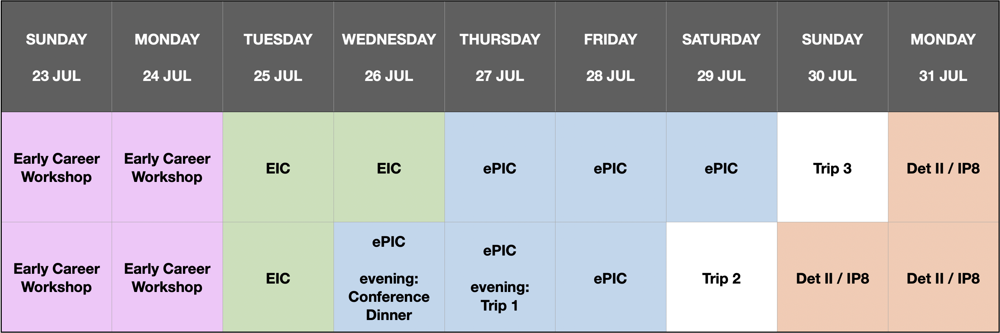 SUNDAY
23 JUL
MONDAY
24 JUL
TUESDAY
25 JUL
WEDNESDAY
26 JUL
THURSDAY
27 JUL
FRIDAY
28 JUL
SATURDAY
29 JUL
SUNDAY
30 JUL
MONDAY
31 JUL
Early Career
Workshop
Early Career
Workshop
EIC
EIC
ePIC
ePIC
ePIC
Trip 3
Det II / IP8
Early Career
Workshop
Early Career
Workshop
EIC
ePIC
evening:
Conference
Dinner
ePIC
evening:
Trip 1
ePIC
Trip 2
Det II / IP8
Det II / IP8